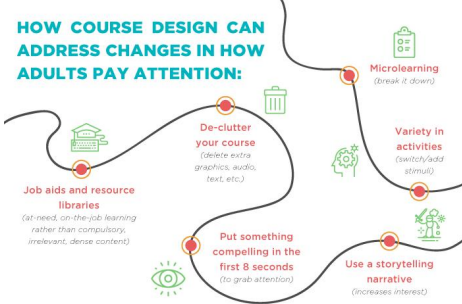 HOW COURSE DESIGN CAN
ADDRESS CHANGES IN HOW
ADULTS PAY ATTENTION:
Microlearning
(break it down)
De-clutter
your course
(delete extra
graphics, audio,
text, etc.)
Variety in
activities
(switch/add
stimuli)
Job aids and resource
libraries
(at-need, on-the-job learning
rather than compulsory,
irrelevant, dense content)
Put something
compelling in the
first 8 seconds
(to grab attention)
Use a storytelling
narrative
(increases interest)